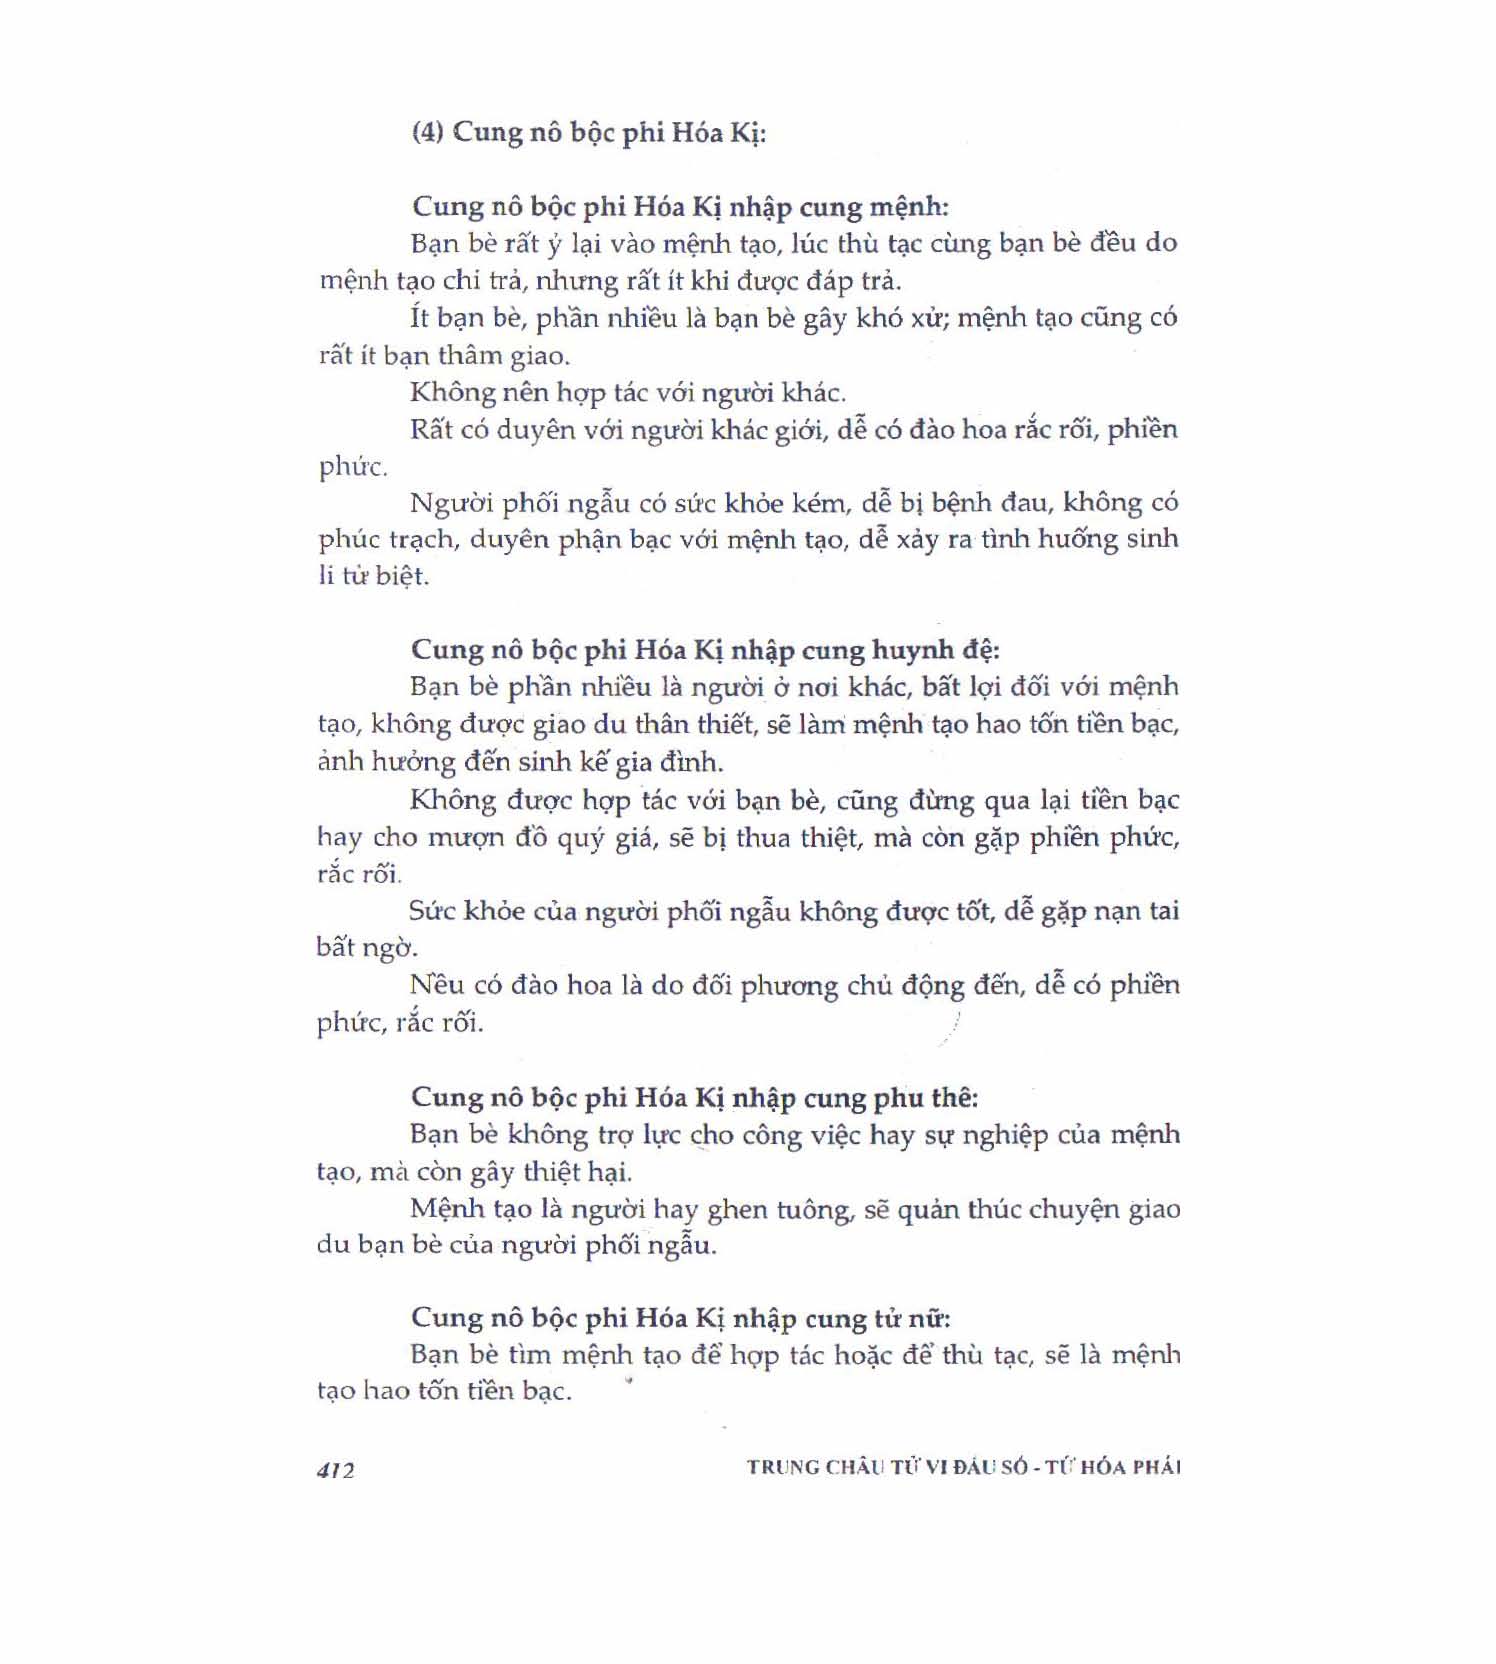 (4) Cung nô bộc phi Hóa Kị:
Cung nô bộc phi Hóa Kị nhập cung mệnh:
Bạn bè rất ỷ lại vào mệnh tạo, lúc thù tạc cùng bạn bè đều do
mệnh tạo chi trả, nhưng rất ít khi được đáp trả.
Ít bạn bè, phần nhiều là bạn bè gây khó xử; mệnh tạo cũng có
rất ít bạn thâm giao.
Không nên hợp tác với người khác.
Rất có duyên với người khác giới, dễ có đào hoa rắc rối, phiền
phức.
Người phối ngẫu có sức khỏe kém, dễ bị bệnh đau, không có
phúc trạch, duyên phận bạc với mệnh tạo, dễ xảy ra tình huống sinh
li tử biệt.
Cung nô bộc phi Hóa Kị nhập cung huynh đệ:
Bạn bè phần nhiều là người ở nơi khác, bất lợi đối với mệnh
tạo, không được giao du thân thiết, sẽ làm mệnh tạo hao tốn tiền bạc,
ảnh hưởng đến sinh kế gia đình.
Không được hợp tác với bạn bè, cũng đừng qua lại tiền bạc
hay cho mượn đồ quý giá, sẽ bị thua thiệt, mà còn gặp phiền phức,
rắc rối.
Sức khỏe của người phối ngẫu không được tốt, dễ gặp nạn tai
bất ngờ.
Nếu có đào hoa là do đối phương chủ động đến, dễ có phiền
phức, rắc rối.
Cung nô bộc phi Hóa Kị nhập cung phu thê:
Bạn bè không trợ lực cho công việc hay sự nghiệp của mệnh
tạo, mà còn gây thiệt hại.
Mệnh tạo là người hay ghen tuông, sẽ quản thúc chuyện giao
du bạn bè của người phối ngẫu.
Cung nô bộc phi Hóa Kị nhập cung tử nữ:
Bạn bè tìm mệnh tạo để hợp tác hoặc để thù tạc, sẽ là mệnh
tạo hao tốn tiền bạc.
412 TRUNG CHÂU TỬ VI ĐẨU SỐ - TỨ HÓA PHÁI